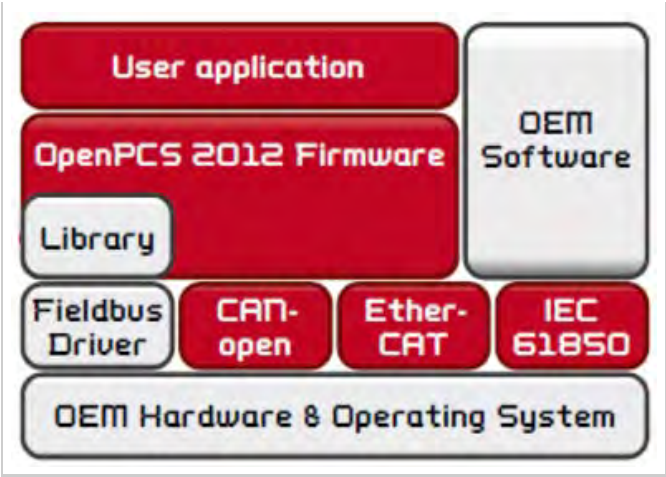 User application
OpenPCS 2012 Firmware
OEM
Software
Library
Fieldbus
Driver
CAN-
open
Ether-
CAT
IEC
61850
OEM Hardware & Operating System